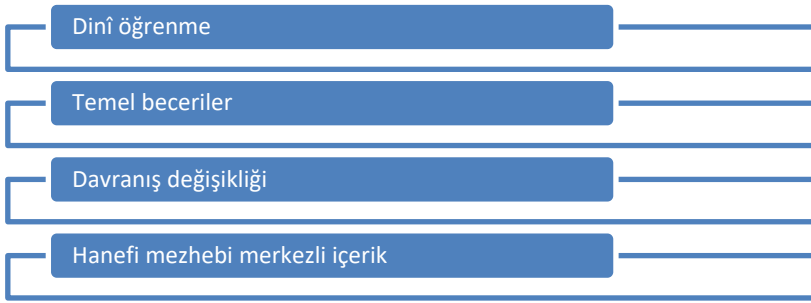 Dinî öğrenme
Temel beceriler
Davranış değişikliği
Hanefi mezhebi merkezli içerik